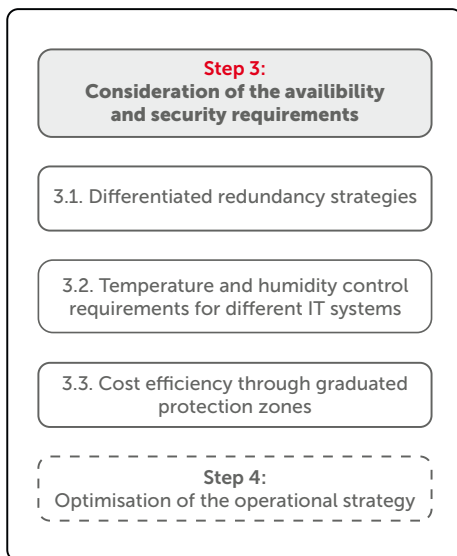 Step 3:
Consideration of the availibility
and security requirements
3.1. Differentiated redundancy strategies
3.2. Temperature and humidity control
requirements for different IT systems
3.3. Cost efficiency through graduated
protection zones
Step 4:
Optimisation of the operational strategy